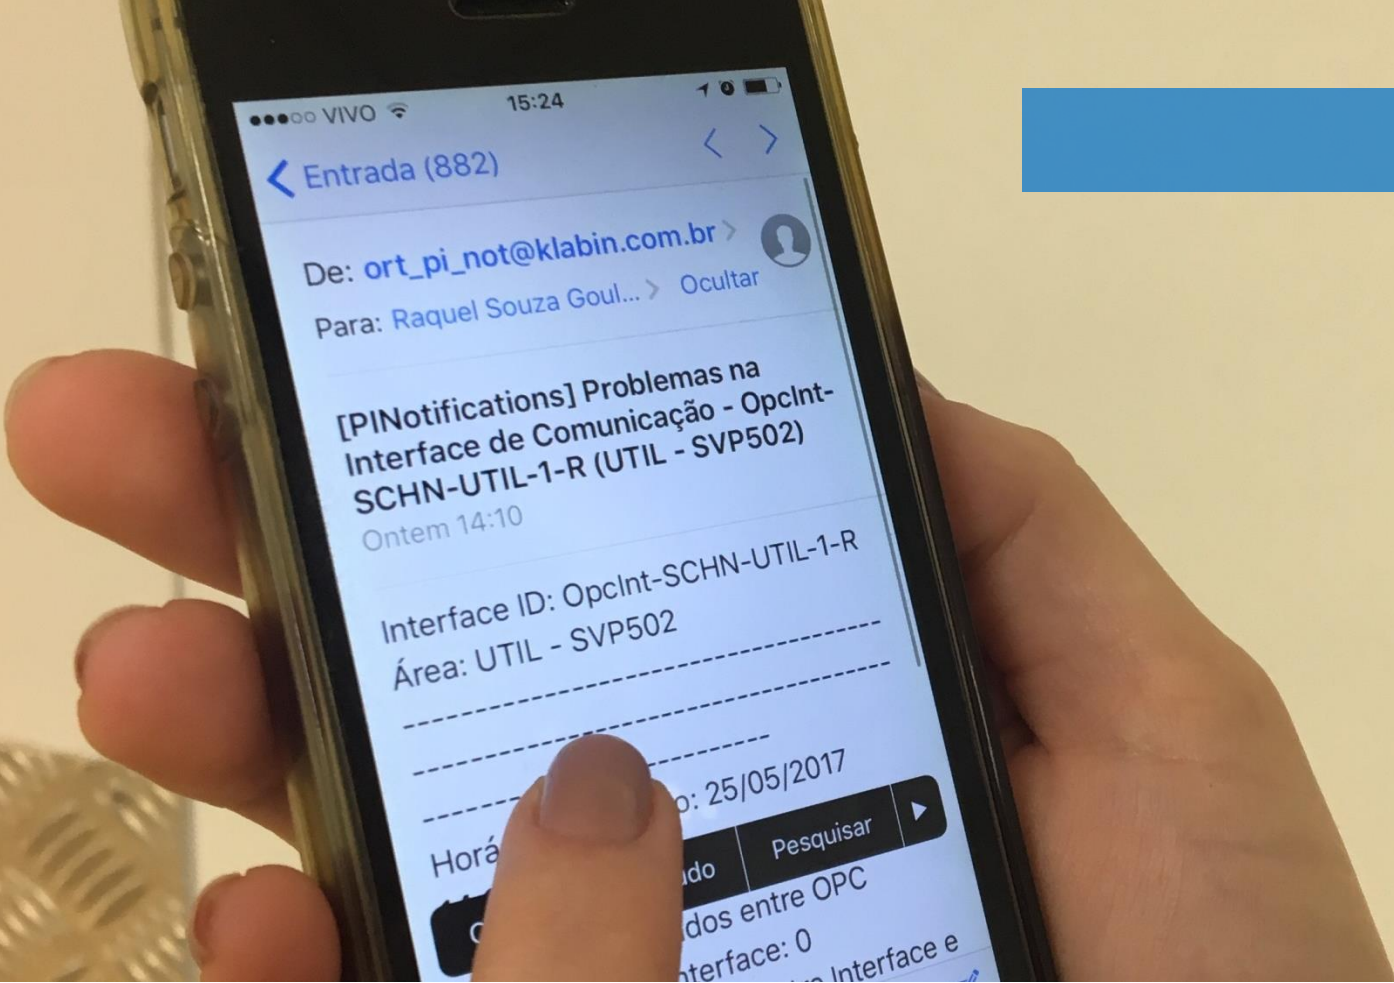 VIVO 15:24
Entrada (882)
De: ort_pi_not@klabin.com.br
Para: Raquel Souza Goul... Ocultar
[PINotifications] Problemas na
Interface de Comunicação - OpcInt-
SCHN-UTIL-1-R (UTIL - SVP502)
Ontem 14:10
Interface ID: OpcInt-SCHN-UTIL-1-R
Área: UTIL - SVP502
--------------------------------------
--------------------------------------
o: 25/05/2017
Horá
do Pesquisar
dos entre OPC
nterface: 0
Interface e